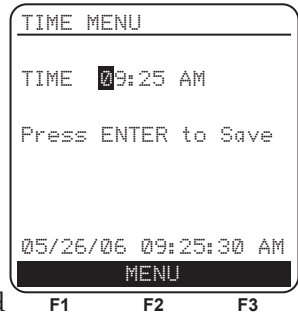 TIME MENU
TIME 09:25 AM
Press ENTER to Save
05/26/06 09:25:30 AM
MENU
d F1 F2 F3